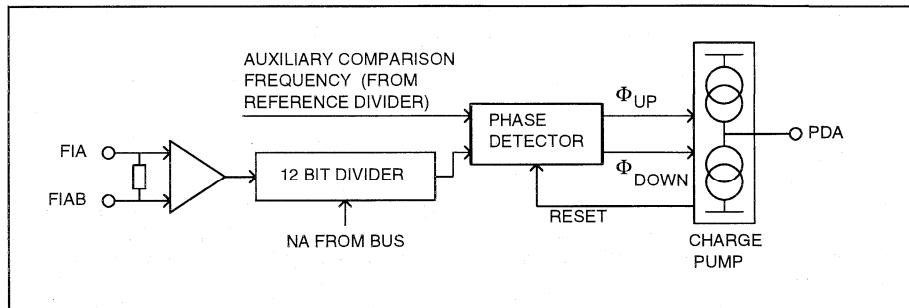 AUXILIARY COMPARISON
FREQUENCY (FROM
REFERENCE DIVIDER)
FIA
FIAB
12 BIT DIVIDER
NA FROM BUS
PHASE
DETECTOR
ΦUP
ΦDOWN
RESET
PDA
CHARGE
PUMP